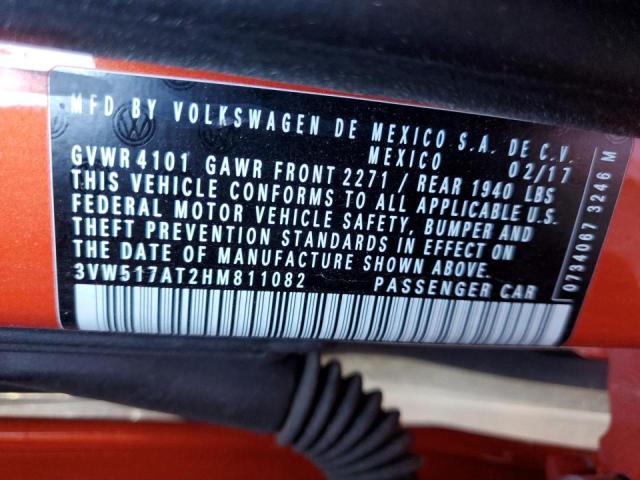 MFD BY VOLKSWAGEN DE MEXICO S.A. DE C.V.
MEXICO 02/17
GVWR 4101 GAWR FRONT 2271 / REAR 1940 LBS
THIS VEHICLE CONFORMS TO ALL APPLICABLE U.S.
FEDERAL MOTOR VEHICLE SAFETY, BUMPER AND
THEFT PREVENTION STANDARDS IN EFFECT ON
THE DATE OF MANUFACTURE SHOWN ABOVE.
3VW517AT2HM811082 PASSENGER CAR
0734067 3246 M